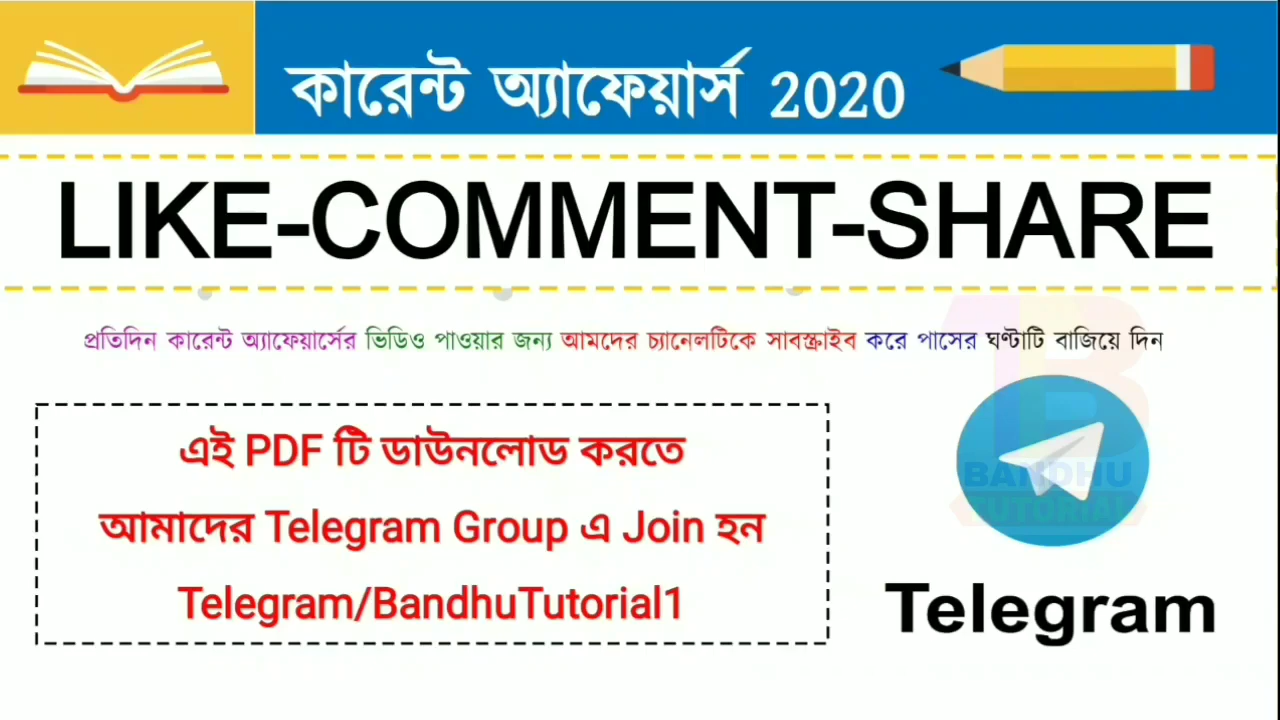 কারেন্ট অ্যাফেয়ার্স 2020
LIKE-COMMENT-SHARE
প্রতিদিন কারেন্ট অ্যাফেয়ার্সের ভিডিও পাওয়ার জন্য আমদের চ্যানেলটিকে সাবস্ক্রাইব করে পাসের ঘণ্টাটি বাজিয়ে দিন
এই PDF টি ডাউনলোড করতে
আমাদের Telegram Group এ Join হন
Telegram/BandhuTutorial1
BANDHU
TUTORIAL
Telegram